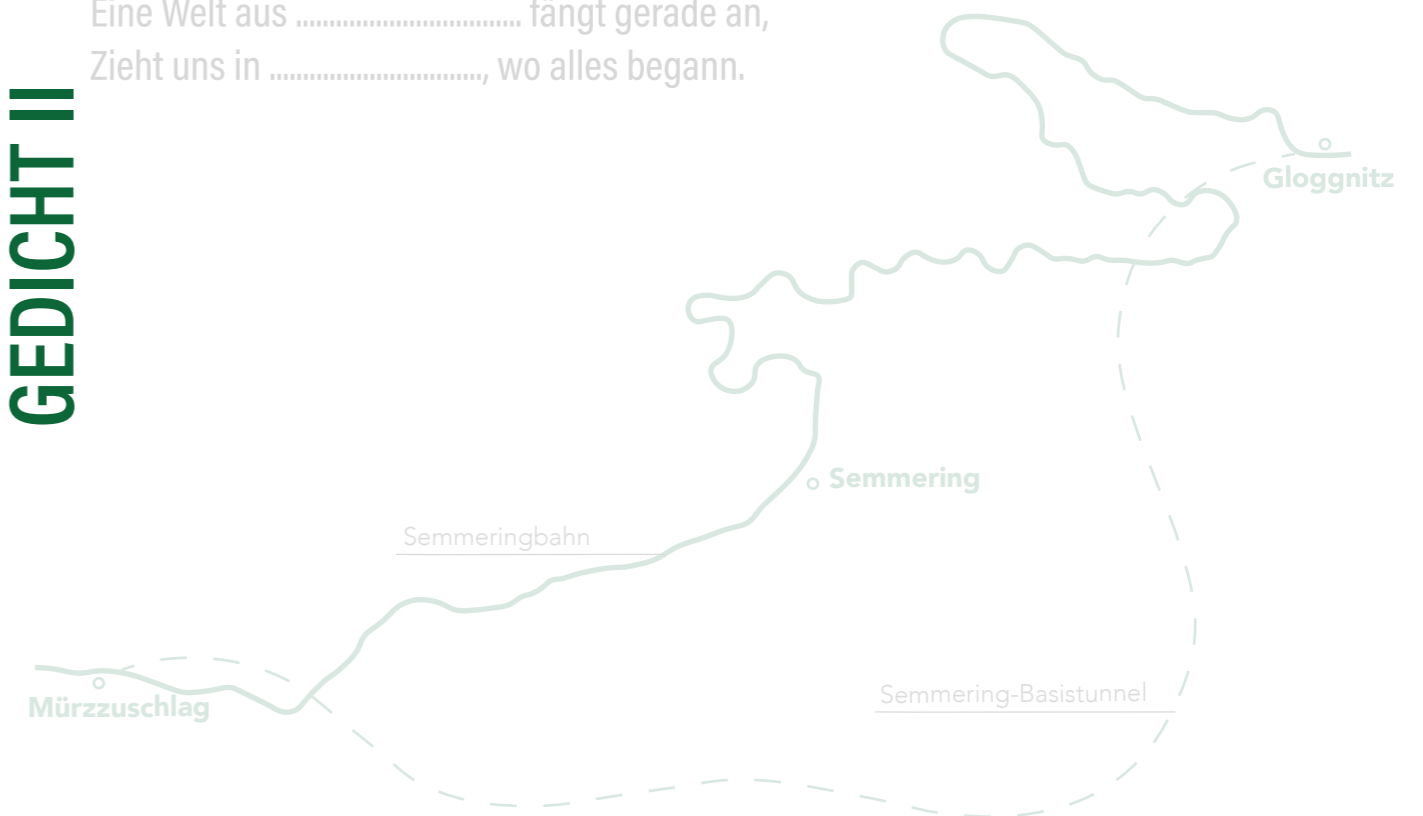 Eine Welt aus .................................. fängt gerade an,
Zieht uns in ................................, wo alles begann.
GEDICHT II
Gloggnitz
Semmering
Semmeringbahn
Semmering-Basistunnel
Mürzzuschlag